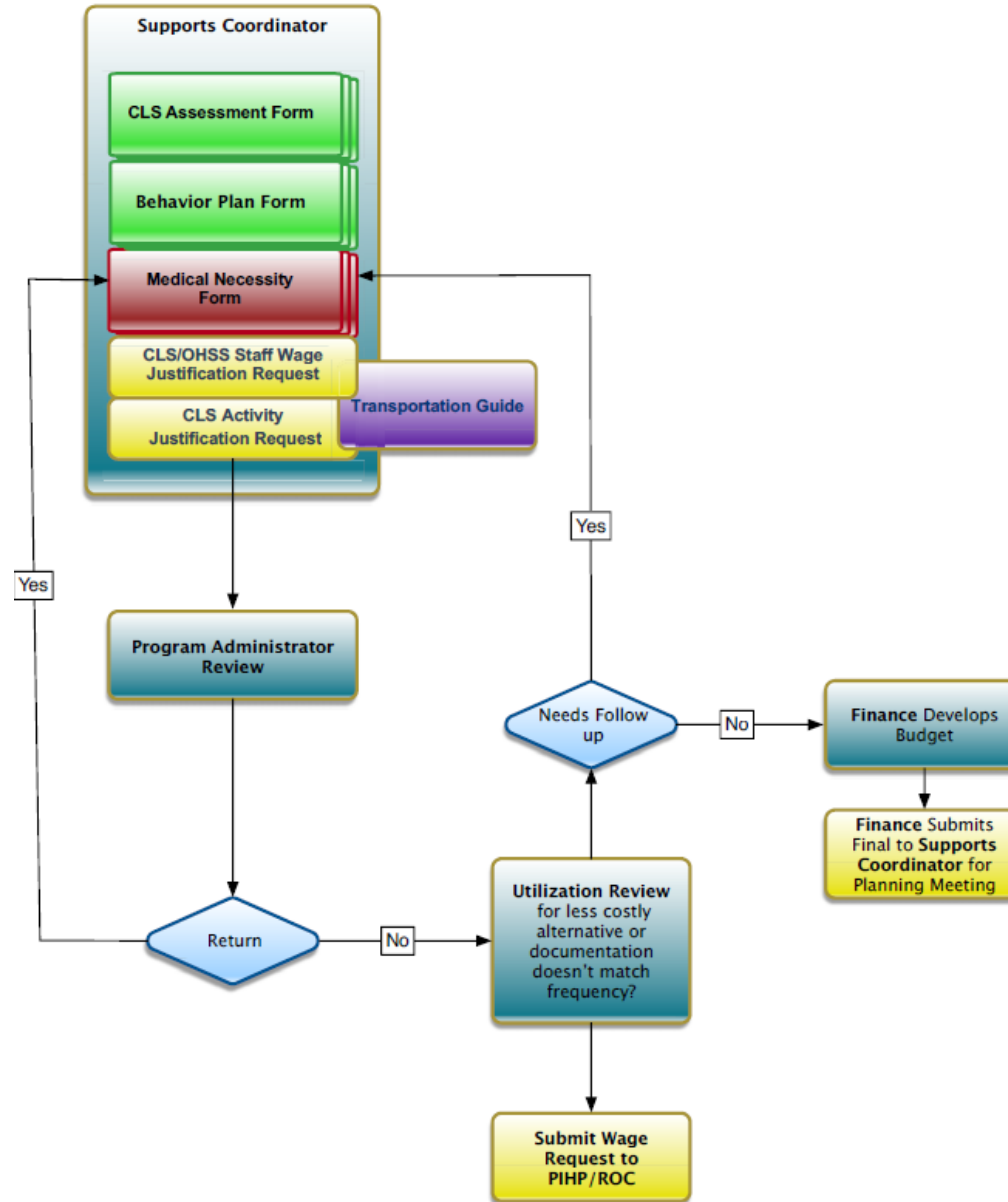 Supports Coordinator
CLS Assessment Form
Behavior Plan Form
Medical Necessity
Form
CLS/OHSS Staff Wage
Justification Request
Transportation Guide
CLS Activity
Justification Request
Yes
Yes
Program Administrator
Review
Needs Follow
up
No
Finance Develops
Budget
Finance Submits
Final to Supports
Coordinator for
Planning Meeting
Return
No
Utilization Review
for less costly
alternative or
documentation
doesn't match
frequency?
Submit Wage
Request to
PIHP/ROC